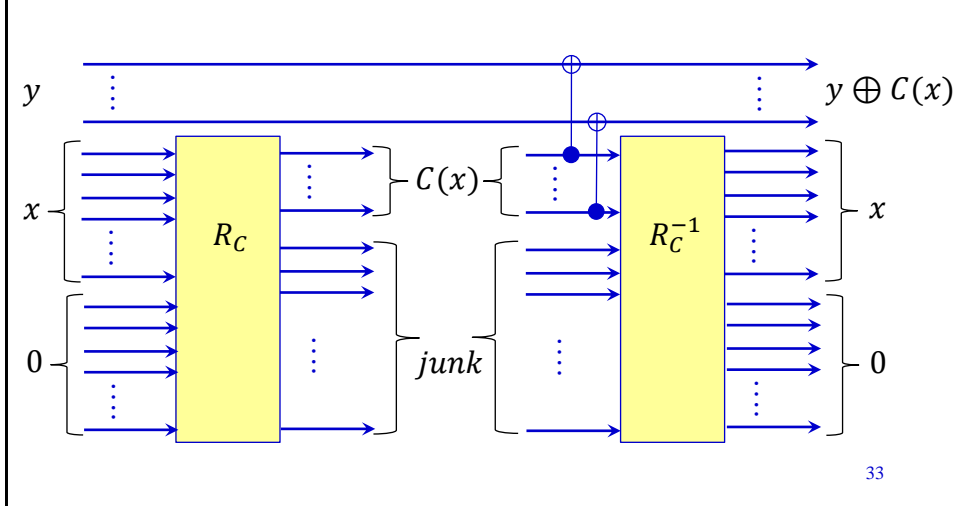 y
y ⊕ C(x)
x
R_C
C(x)
R_C^{-1}
x
0
junk
0
33